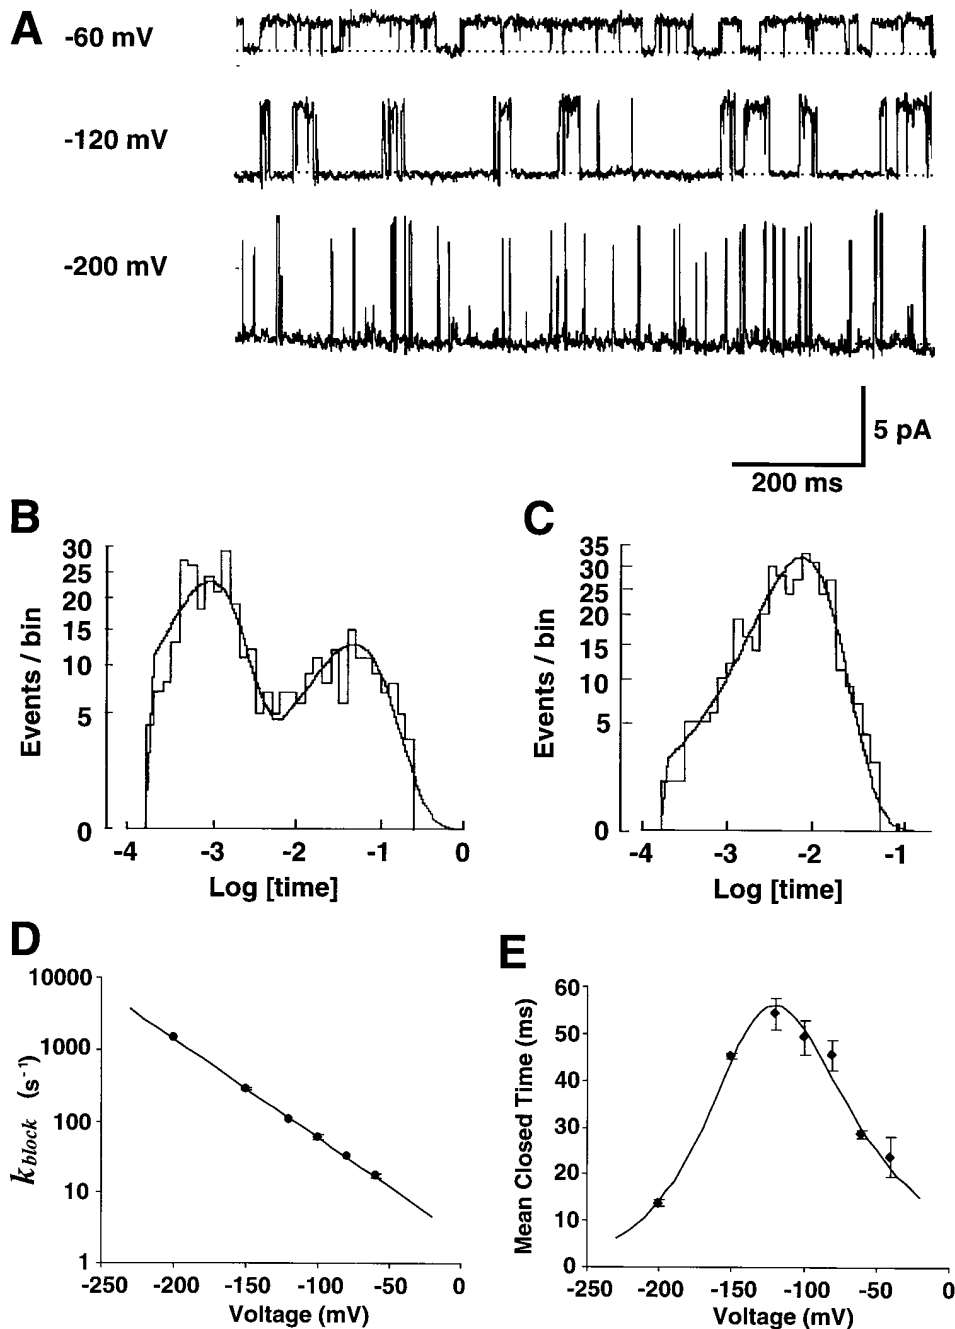 A
-60 mV
-120 mV
-200 mV
5 pA
200 ms
B
30
25
20
15
10
5
0
Events / bin
-4 -3 -2 -1 0
Log [time]
C
35
30
25
20
15
10
5
0
Events / bin
-4 -3 -2 -1
Log [time]
D
10000
1000
100
10
1
k block (s-1)
-250 -200 -150 -100 -50 0
Voltage (mV)
E
60
50
40
30
20
10
0
Mean Closed Time (ms)
-250 -200 -150 -100 -50 0
Voltage (mV)